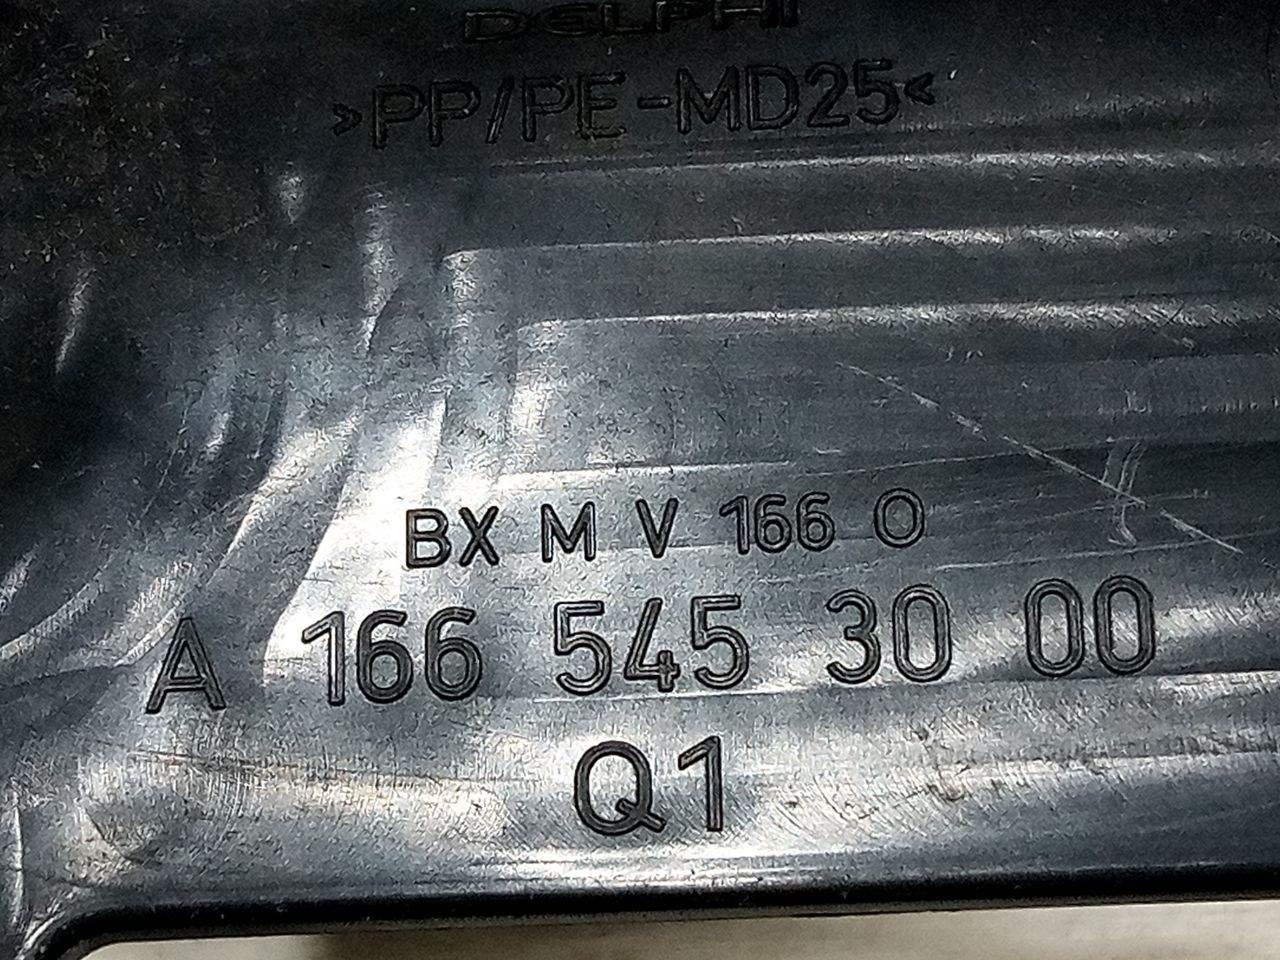 DELPHI
>PP/PE-MD25<
BX M V 166 O
A 166 545 30 00
Q1